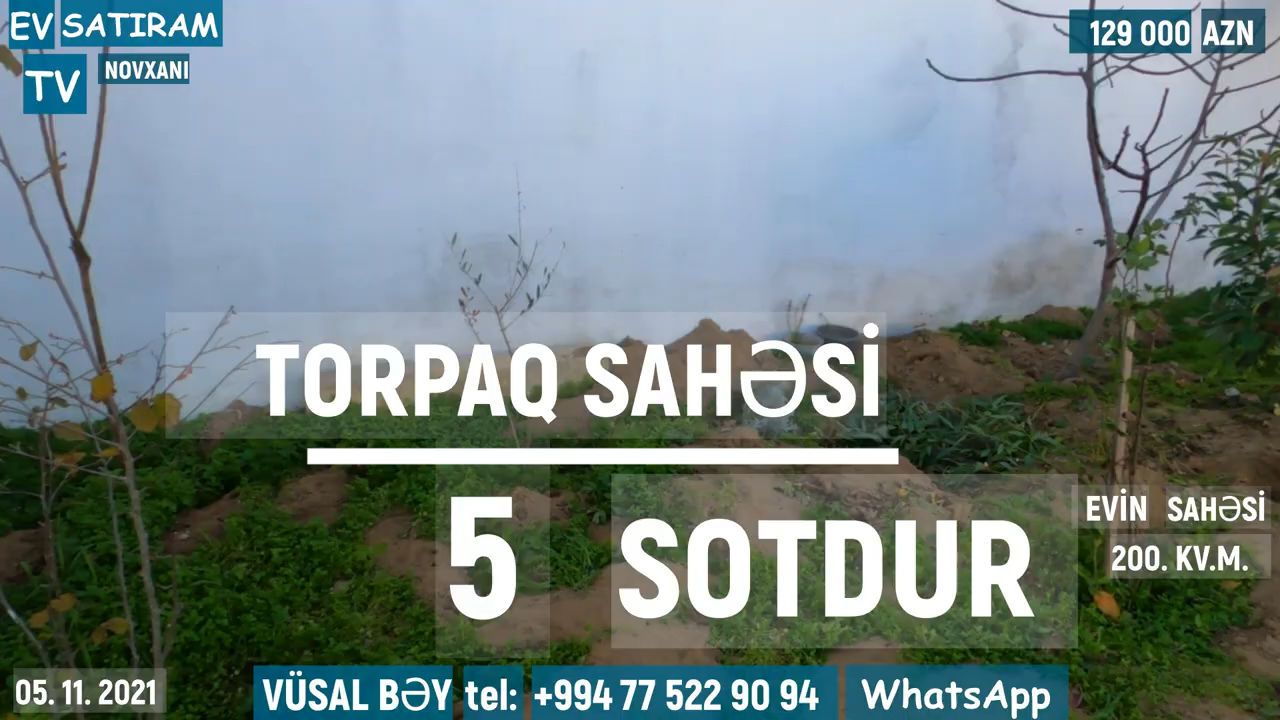 EV SATIRAM
TV NOVXANI
129 000 AZN
TORPAQ SAHƏSİ
5 SOTDUR
EVİN SAHƏSİ
200. KV.M.
05. 11. 2021
VÜSAL BƏY tel: +994 77 522 90 94 WhatsApp